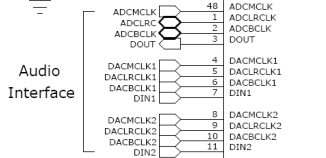 ADCMCLK 48 ADCMCLK
ADCLRC 1 ADCLRCLK
ADCBCLK 2 ADCBCLK
DOUT 3 DOUT
Audio
Interface
DACMCLK1 4 DACMCLK1
DACLRCLK1 5 DACLRCLK1
DACBCLK1 6 DACBCLK1
DIN1 7 DIN1
DACMCLK2 8 DACMCLK2
DACLRCLK2 9 DACLRCLK2
DACBCLK2 10 DACBCLK2
DIN2 11 DIN2